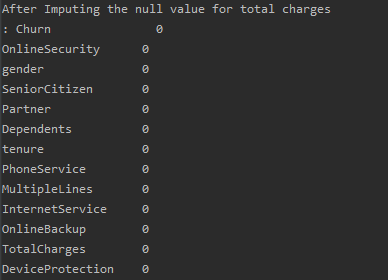 After Imputing the null value for total charges
: Churn 0
OnlineSecurity 0
gender 0
SeniorCitizen 0
Partner 0
Dependents 0
tenure 0
PhoneService 0
MultipleLines 0
InternetService 0
OnlineBackup 0
TotalCharges 0
DeviceProtection 0